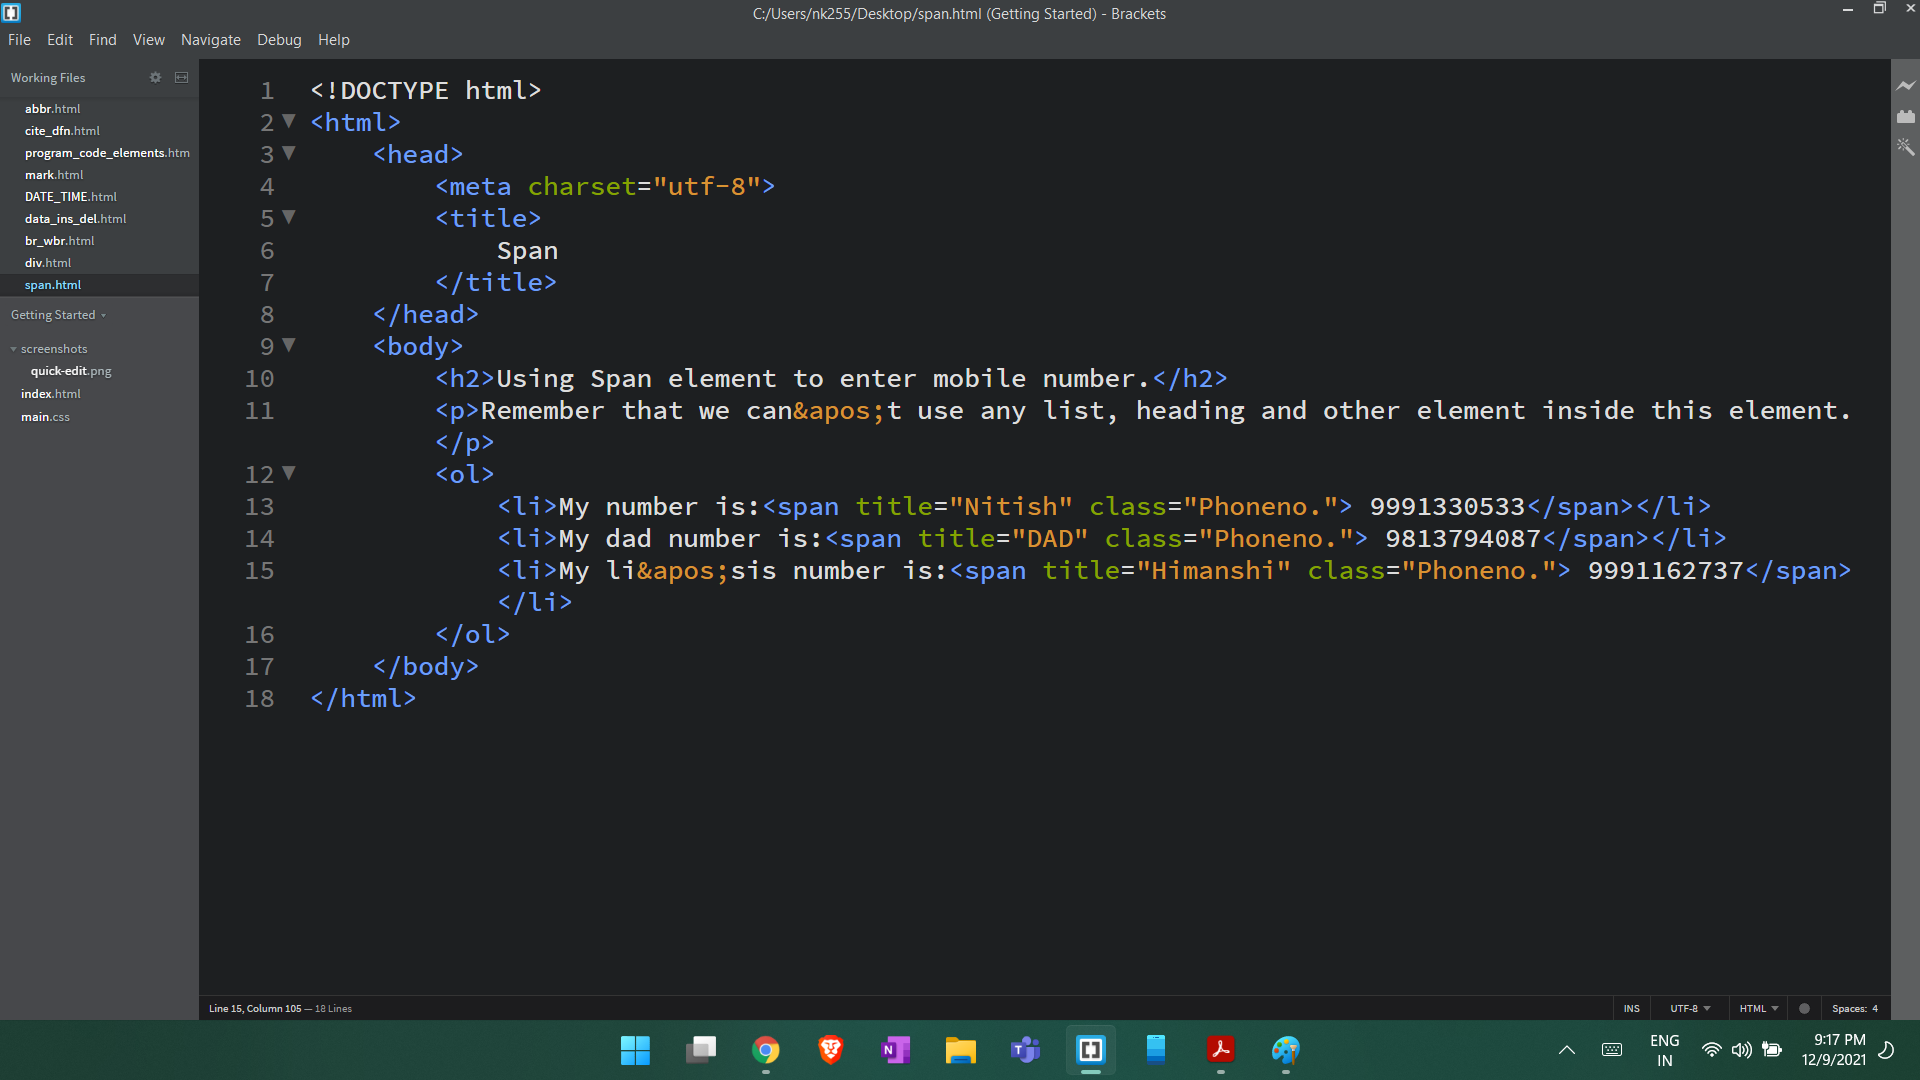 C:/Users/nk255/Desktop/span.html (Getting Started) - Brackets
File Edit Find View Navigate Debug Help
Working Files
abbr.html
cite_dfn.html
program_code_elements.htm
mark.html
DATE_TIME.html
data_ins_del.html
br_wbr.html
div.html
span.html
Getting Started
screenshots
quick-edit.png
index.html
main.css
1 <!DOCTYPE html>
2 <html>
3 <head>
4 <meta charset="utf-8">
5 <title>
6 Span
7 </title>
8 </head>
9 <body>
10 <h2>Using Span element to enter mobile number.</h2>
11 <p>Remember that we can&apos;t use any list, heading and other element inside this element.
</p>
12 <ol>
13 <li>My number is:<span title="Nitish" class="Phoneno."> 9991330533</span></li>
14 <li>My dad number is:<span title="DAD" class="Phoneno."> 9813794087</span></li>
15 <li>My li&apos;sis number is:<span title="Himanshi" class="Phoneno."> 9991162737</span>
</li>
16 </ol>
17 </body>
18 </html>
Line 15, Column 105 — 18 Lines
INS UTF-8 HTML Spaces: 4
ENG
IN
9:17 PM
12/9/2021